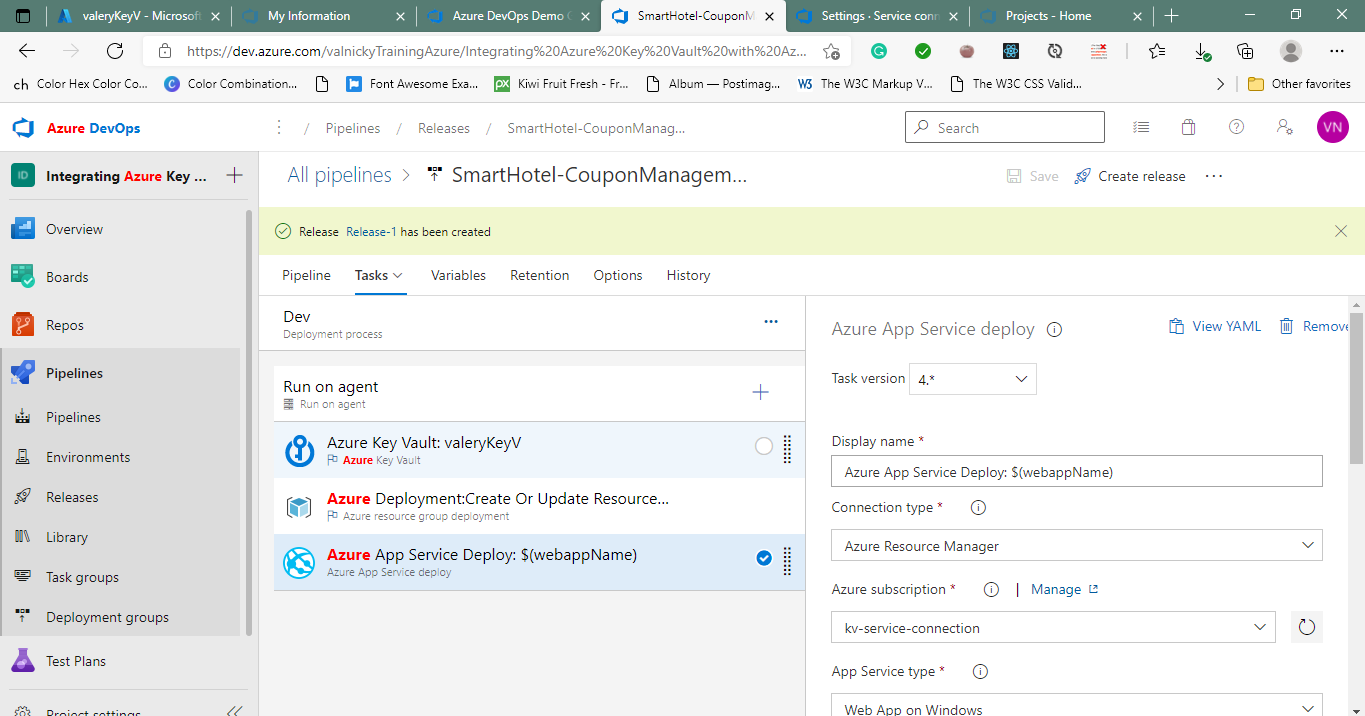 valeryKeyV - Microsoft
My Information
Azure DevOps Demo G
SmartHotel-CouponM
Settings · Service conn
Projects - Home
https://dev.azure.com/valnickyTrainingAzure/Integrating%20Azure%20Key%20Vault%20with%20Az...
ch Color Hex Color Co...
C Color Combination...
Font Awesome Exa...
px Kiwi Fruit Fresh - Fr...
Album — Postimag...
W3 The W3C Markup V...
The W3C CSS Valid...
Other favorites
Azure DevOps
/ Pipelines / Releases / SmartHotel-CouponManag...
Search
VN
ID Integrating Azure Key ...
All pipelines > SmartHotel-CouponManagem...
Save
Create release
Overview
Release Release-1 has been created
Boards
Pipeline Tasks Variables Retention Options History
Repos
Pipelines
Pipelines
Environments
Releases
Library
Task groups
Deployment groups
Test Plans
Project settings
Dev
Deployment process
Run on agent
Run on agent
Azure Key Vault: valeryKeyV
Azure Key Vault
Azure Deployment:Create Or Update Resource...
Azure resource group deployment
Azure App Service Deploy: $(webappName)
Azure App Service deploy
Azure App Service deploy
View YAML
Remove
Task version 4.*
Display name *
Azure App Service Deploy: $(webappName)
Connection type *
Azure Resource Manager
Azure subscription * | Manage
kv-service-connection
App Service type *
Web App on Windows